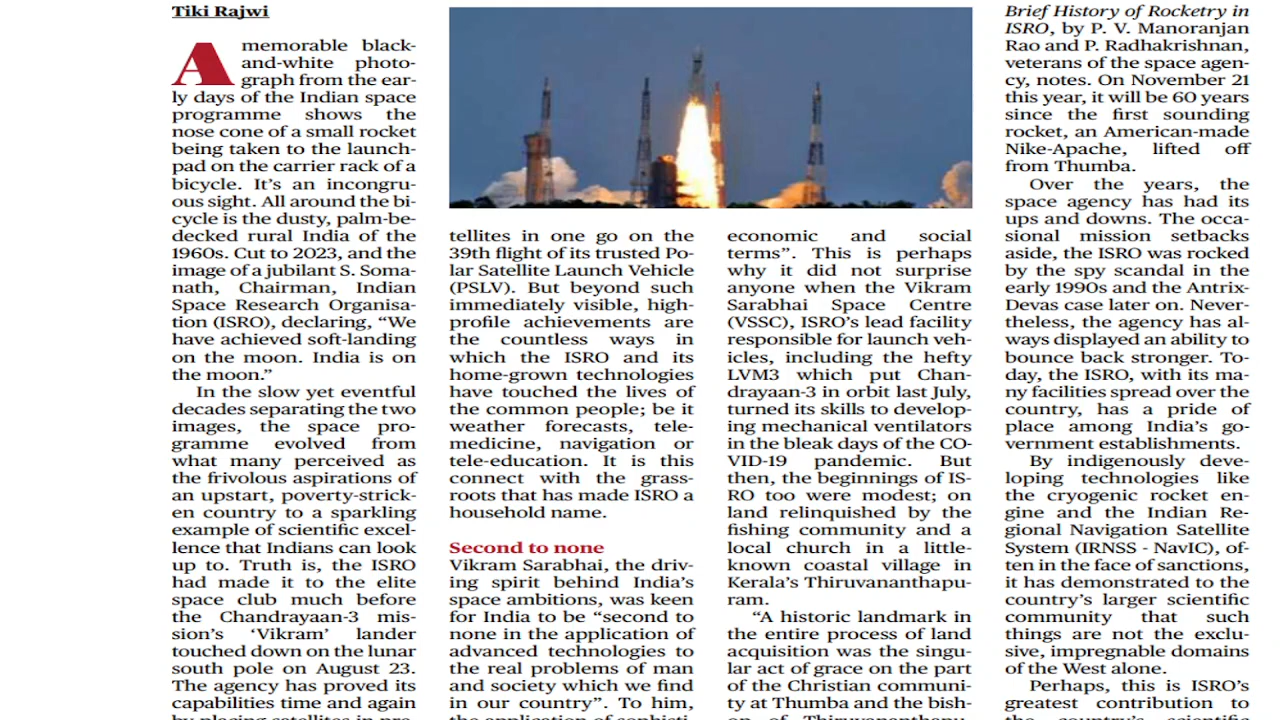 Tiki Rajwi
A memorable black-
and-white photo-
graph from the ear-
ly days of the Indian space
programme shows the
nose cone of a small rocket
being taken to the launch-
pad on the carrier rack of a
bicycle. It’s an incongru-
ous sight. All around the bi-
cycle is the dusty, palm-be-
decked rural India of the
1960s. Cut to 2023, and the
image of a jubilant S. Soma-
nath, Chairman, Indian
Space Research Organisa-
tion (ISRO), declaring, “We
have achieved soft-landing
on the moon. India is on
the moon.”
In the slow yet eventful
decades separating the two
images, the space pro-
gramme evolved from
what many perceived as
the frivolous aspirations of
an upstart, poverty-strick-
en country to a sparkling
example of scientific excel-
lence that Indians can look
up to. Truth is, the ISRO
had made it to the elite
space club much before
the Chandrayaan-3 mis-
sion’s ‘Vikram’ lander
touched down on the lunar
south pole on August 23.
The agency has proved its
capabilities time and again
by placing satellites in pre-
tellites in one go on the
39th flight of its trusted Po-
lar Satellite Launch Vehicle
(PSLV). But beyond such
immediately visible, high-
profile achievements are
the countless ways in
which the ISRO and its
home-grown technologies
have touched the lives of
the common people; be it
weather forecasts, tele-
medicine, navigation or
tele-education. It is this
connect with the grass-
roots that has made ISRO a
household name.
Second to none
Vikram Sarabhai, the driv-
ing spirit behind India’s
space ambitions, was keen
for India to be “second to
none in the application of
advanced technologies to
the real problems of man
and society which we find
in our country”. To him,
the application of sophisti-
economic and social
terms”. This is perhaps
why it did not surprise
anyone when the Vikram
Sarabhai Space Centre
(VSSC), ISRO’s lead facility
responsible for launch veh-
icles, including the hefty
LVM3 which put Chan-
drayaan-3 in orbit last July,
turned its skills to develop-
ing mechanical ventilators
in the bleak days of the CO-
VID-19 pandemic. But
then, the beginnings of IS-
RO too were modest; on
land relinquished by the
fishing community and a
local church in a little-
known coastal village in
Kerala’s Thiruvananthapu-
ram.
“A historic landmark in
the entire process of land
acquisition was the singu-
lar act of grace on the part
of the Christian communi-
ty at Thumba and the bish-
op of Thiruvananthapu-
Brief History of Rocketry in
ISRO, by P. V. Manoranjan
Rao and P. Radhakrishnan,
veterans of the space agen-
cy, notes. On November 21
this year, it will be 60 years
since the first sounding
rocket, an American-made
Nike-Apache, lifted off
from Thumba.
Over the years, the
space agency has had its
ups and downs. The occa-
sional mission setbacks
aside, the ISRO was rocked
by the spy scandal in the
early 1990s and the Antrix-
Devas case later on. Never-
theless, the agency has al-
ways displayed an ability to
bounce back stronger. To-
day, the ISRO, with its ma-
ny facilities spread over the
country, has a pride of
place among India’s go-
vernment establishments.
By indigenously deve-
loping technologies like
the cryogenic rocket en-
gine and the Indian Re-
gional Navigation Satellite
System (IRNSS - NavIC), of-
ten in the face of sanctions,
it has demonstrated to the
country’s larger scientific
community that such
things are not the exclu-
sive, impregnable domains
of the West alone.
Perhaps, this is ISRO’s
greatest contribution to
the country’s scientific